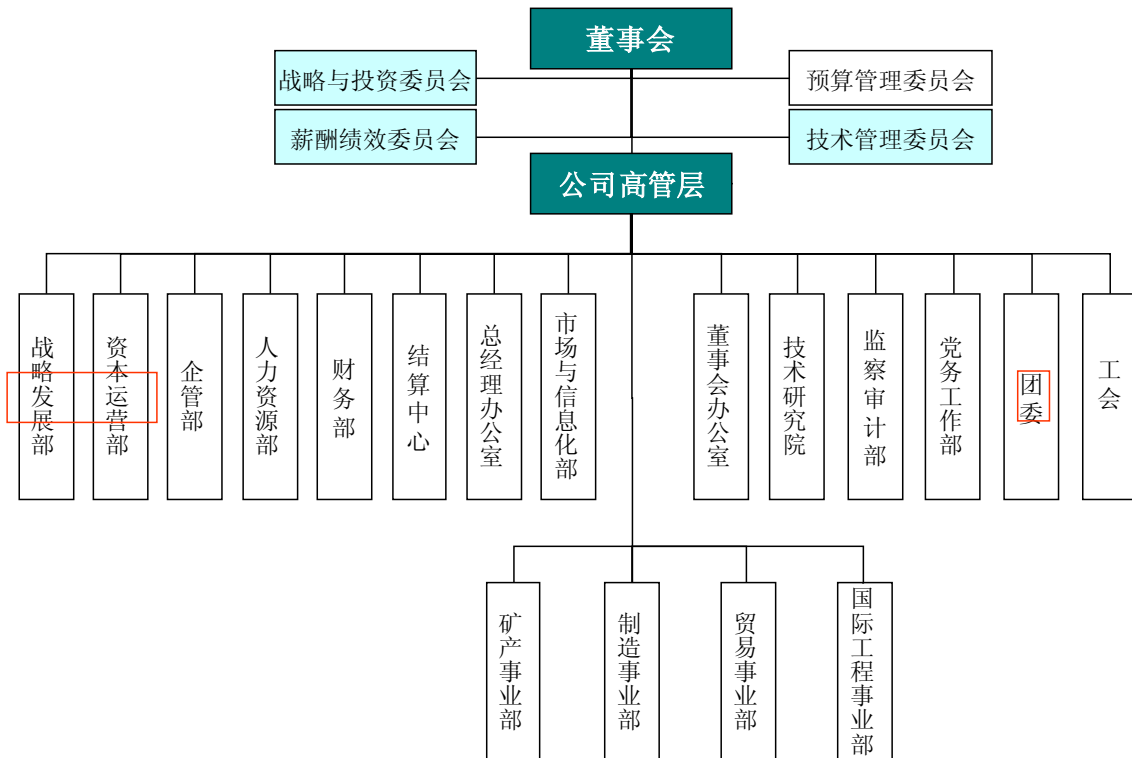 董事会
战略与投资委员会
预算管理委员会
薪酬绩效委员会
技术管理委员会
公司高管层
战略发展部
资本运营部
企管部
人力资源部
财务部
结算中心
总经理办公室
市场与信息化部
董事会办公室
技术研究院
监察审计部
党务工作部
团委
工会
矿产事业部
制造事业部
贸易事业部
国际工程事业部